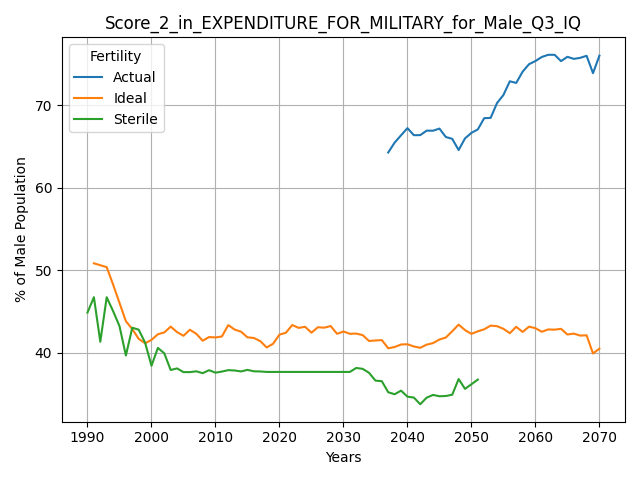 Score_2_in_EXPENDITURE_FOR_MILITARY_for_Male_Q3_IQ
Fertility
Actual
Ideal
Sterile
% of Male Population
70
60
50
40
1990 2000 2010 2020 2030 2040 2050 2060 2070
Years